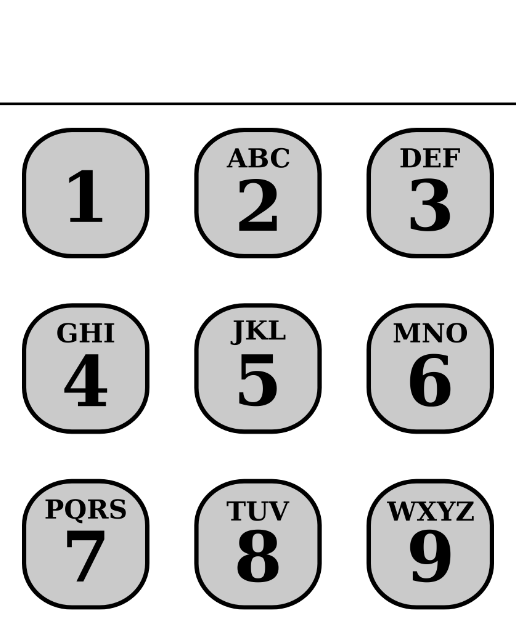 1 ABC 2 DEF 3
GHI 4 JKL 5 MNO 6
PQRS 7 TUV 8 WXYZ 9